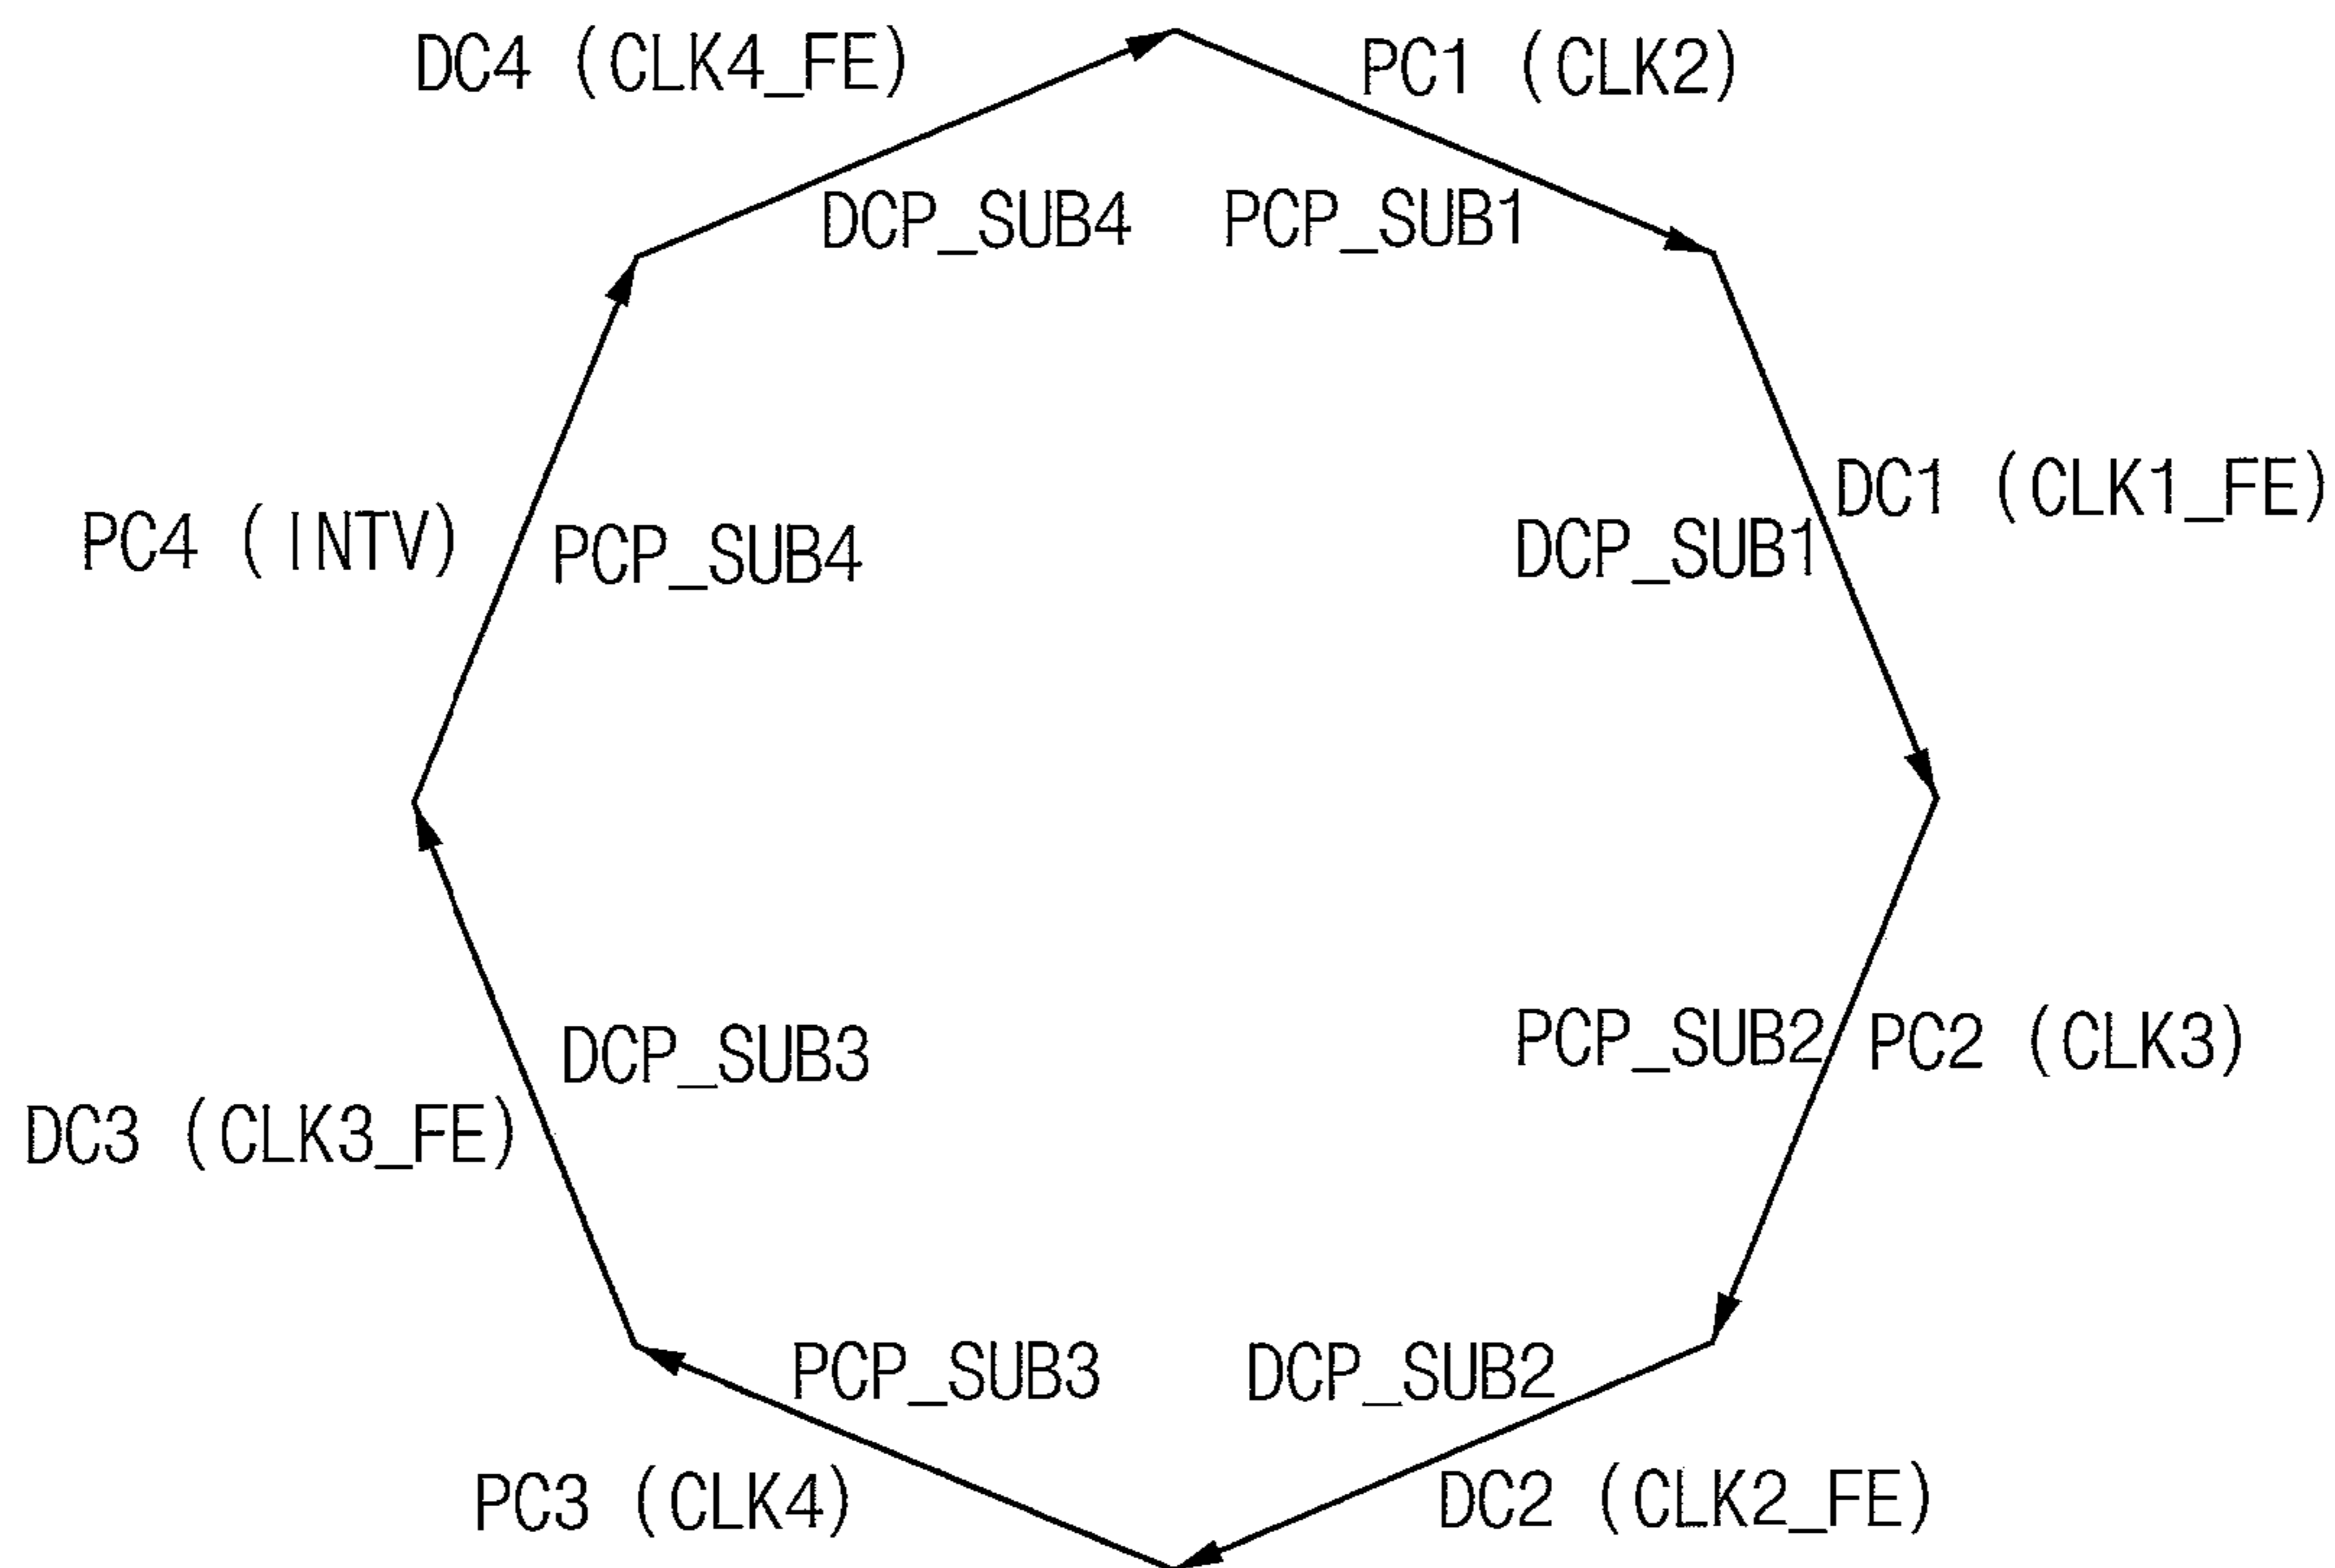 DC4 (CLK4_FE)
PC1 (CLK2)
DCP_SUB4
PCP_SUB1
DC1 (CLK1_FE)
PC4 (INTV)
PCP_SUB4
DCP_SUB1
PCP_SUB2
PC2 (CLK3)
DCP_SUB3
DC3 (CLK3_FE)
PCP_SUB3
DCP_SUB2
PC3 (CLK4)
DC2 (CLK2_FE)